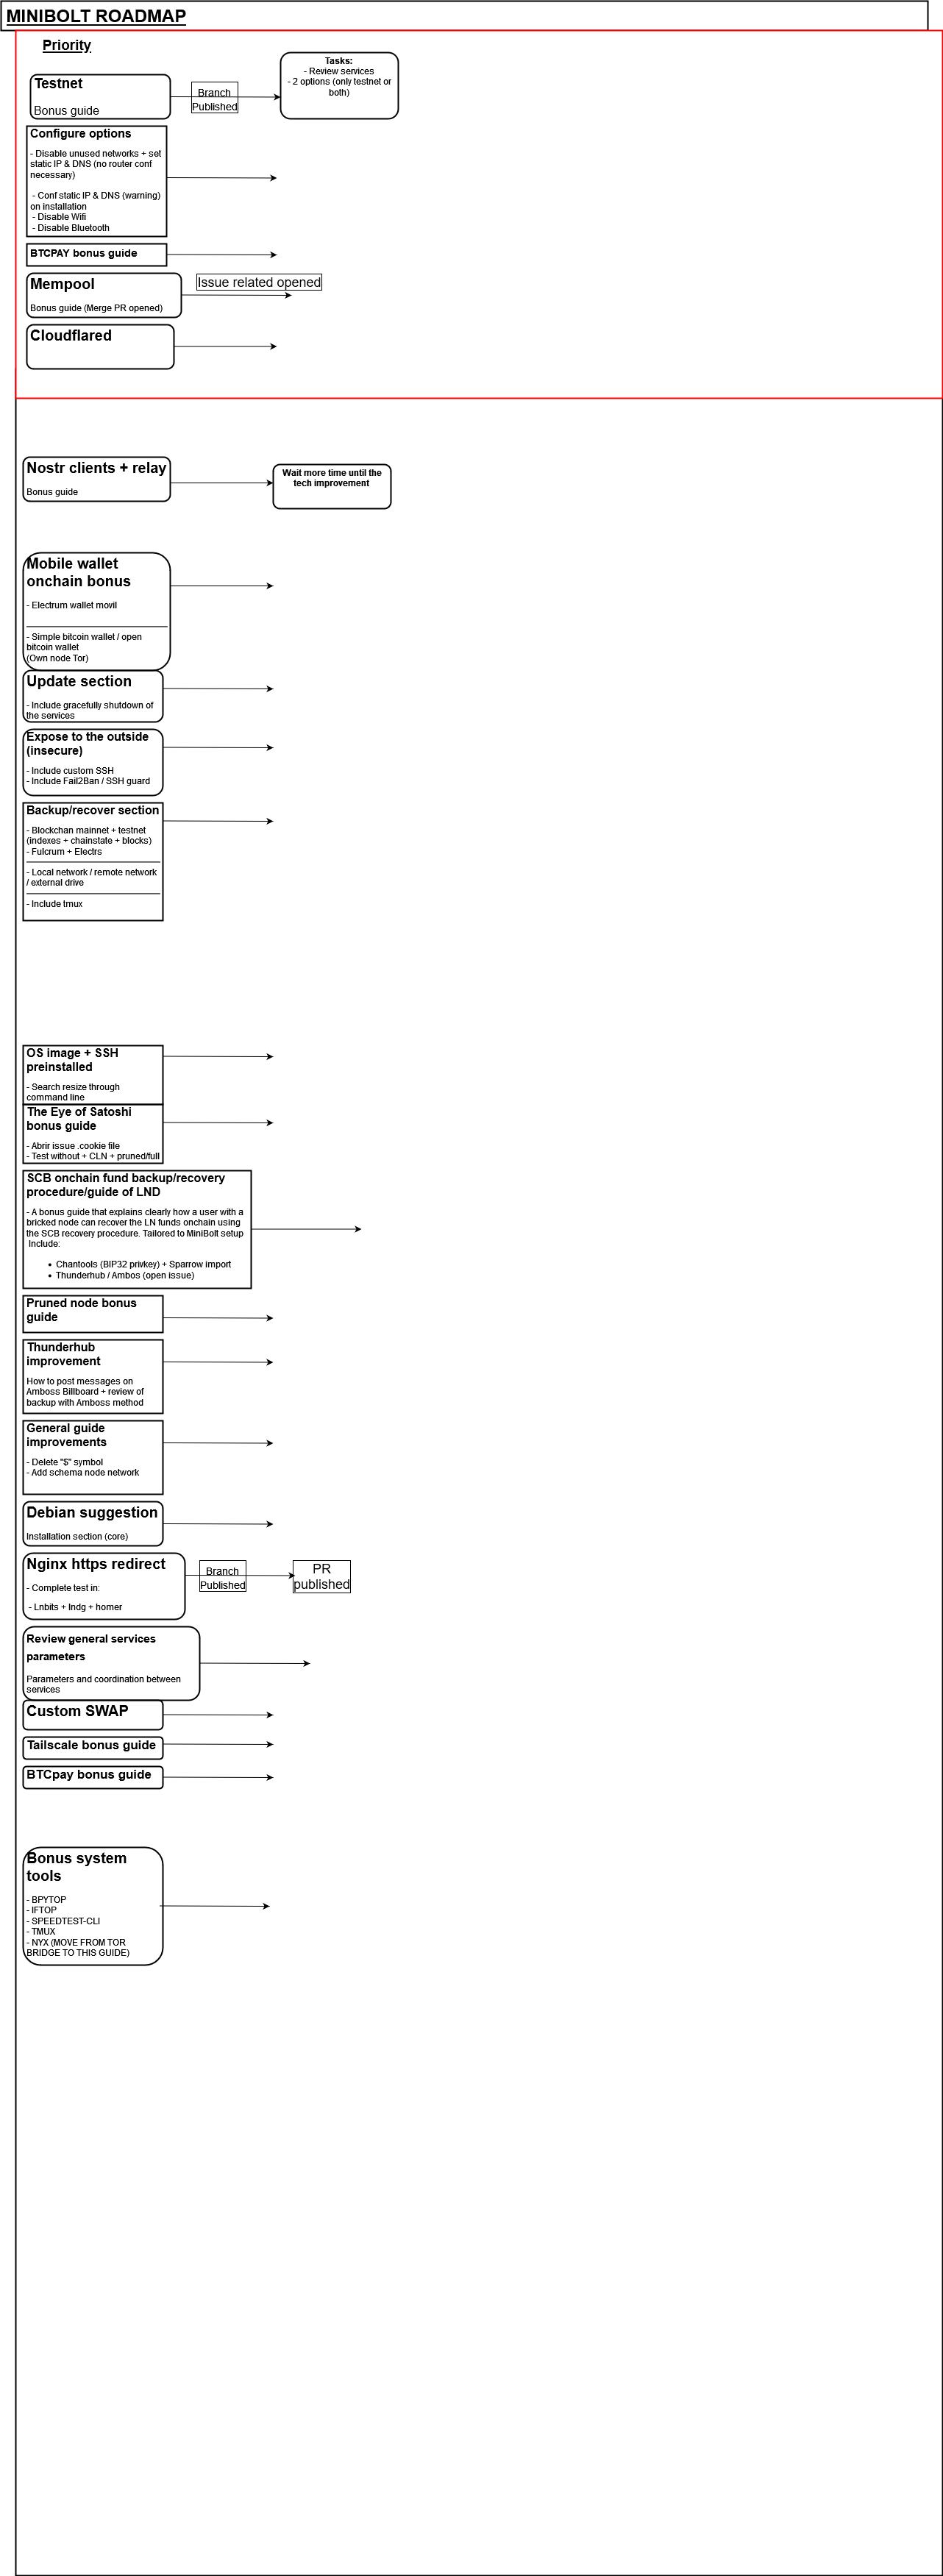 MINIBOLT ROADMAP
Priority
Testnet
Bonus guide
Branch
Published
Tasks:
- Review services
- 2 options (only testnet or
both)
Configure options
- Disable unused networks + set
static IP & DNS (no router conf
necessary)
- Conf static IP & DNS (warning)
on installation
- Disable Wifi
- Disable Bluetooth
BTCPAY bonus guide
Mempool
Bonus guide (Merge PR opened)
Issue related opened
Cloudflared
Nostr clients + relay
Bonus guide
Wait more time until the
tech improvement
Mobile wallet
onchain bonus
- Electrum wallet movil
- Simple bitcoin wallet / open
bitcoin wallet
(Own node Tor)
Update section
- Include gracefully shutdown of
the services
Expose to the outside
(insecure)
- Include custom SSH
- Include Fail2Ban / SSH guard
Backup/recover section
- Blockchan mainnet + testnet
(indexes + chainstate + blocks)
- Fulcrum + Electrs
- Local network / remote network
/ external drive
- Include tmux
OS image + SSH
preinstalled
- Search resize through
command line
The Eye of Satoshi
bonus guide
- Abrir issue .cookie file
- Test without + CLN + pruned/full
SCB onchain fund backup/recovery
procedure/guide of LND
- A bonus guide that explains clearly how a user with a
bricked node can recover the LN funds onchain using
the SCB recovery procedure. Tailored to MiniBolt setup
Include:
• Chantools (BIP32 privkey) + Sparrow import
• Thunderhub / Ambos (open issue)
Pruned node bonus
guide
Thunderhub
improvement
How to post messages on
Amboss Billboard + review of
backup with Amboss method
General guide
improvements
- Delete "$" symbol
- Add schema node network
Debian suggestion
Installation section (core)
Nginx https redirect
- Complete test in:
- Lnbits + lndg + homer
Branch
Published
PR
published
Review general services
parameters
Parameters and coordination between
services
Custom SWAP
Tailscale bonus guide
BTCpay bonus guide
Bonus system
tools
- BPYTOP
- IFTOP
- SPEEDTEST-CLI
- TMUX
- NYX (MOVE FROM TOR
BRIDGE TO THIS GUIDE)